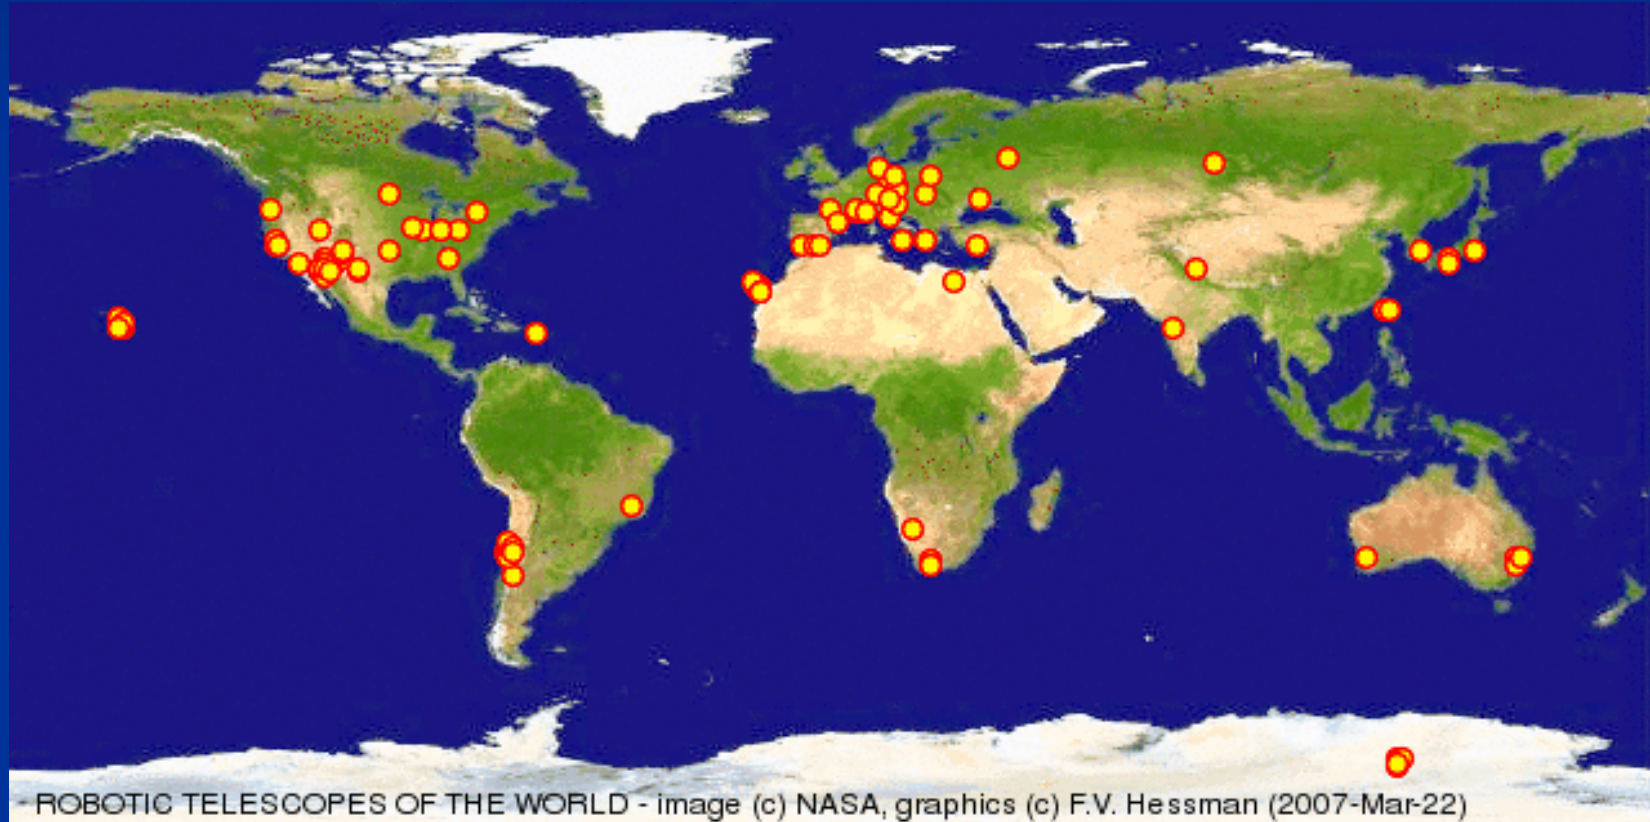 ROBOTIC TELESCOPES OF THE WORLD - image (c) NASA, graphics (c) F.V. Hessman (2007-Mar-22)